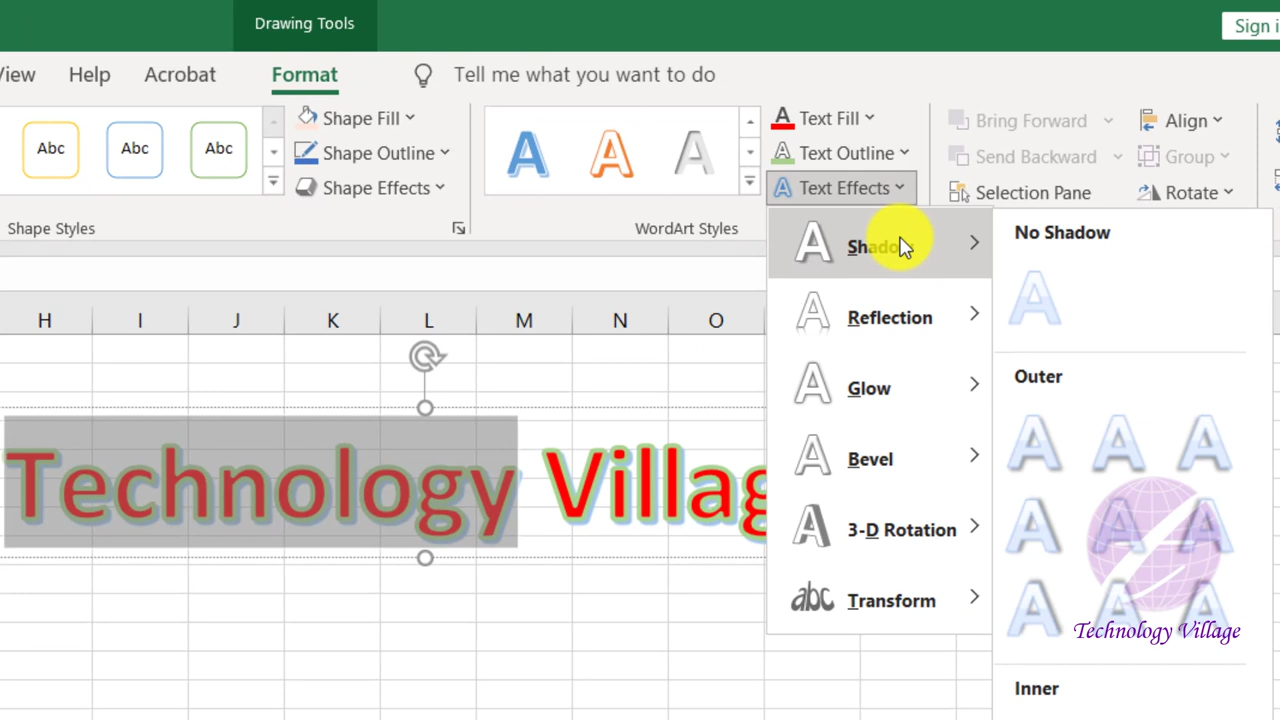 Drawing Tools
Sign i
View Help Acrobat Format Tell me what you want to do
Abc Abc Abc
Shape Fill
Shape Outline
Shape Effects
Shape Styles
A A A
WordArt Styles
Text Fill
Text Outline
Text Effects
Bring Forward
Send Backward
Selection Pane
Align
Group
Rotate
Shadow
Reflection
Glow
Bevel
3-D Rotation
abc Transform
No Shadow
A
Outer
A A A
A A A
A A A
Inner
H I J K L M N O
Technology Villag
Technology Village